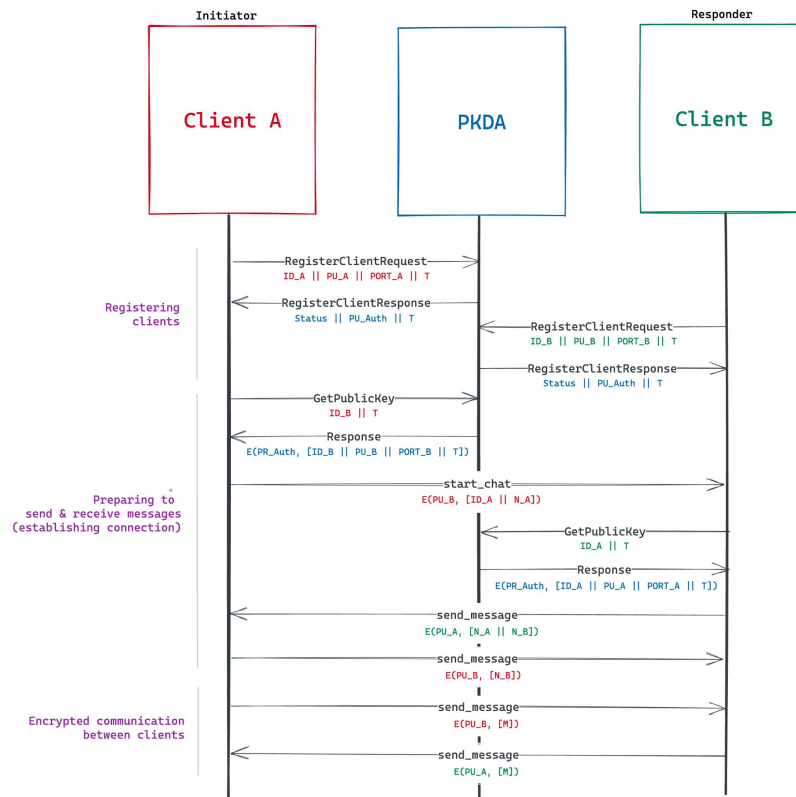 Initiator
Responder
Client A
PKDA
Client B
RegisterClientRequest
ID_A || PU_A || PORT_A || T
RegisterClientResponse
Status || PU_Auth || T
Registering
clients
RegisterClientRequest
ID_B || PU_B || PORT_B || T
RegisterClientResponse
Status || PU_Auth || T
GetPublicKey
ID_B || T
Response
E(PR_Auth, [ID_B || PU_B || PORT_B || T])
start_chat
E(PU_B, [ID_A || N_A])
Preparing to
send & receive messages
(establishing connection)
GetPublicKey
ID_A || T
Response
E(PR_Auth, [ID_A || PU_A || PORT_A || T])
send_message
E(PU_A, [N_A || N_B])
send_message
E(PU_B, [N_B])
send_message
E(PU_B, [M])
Encrypted communication
between clients
send_message
E(PU_A, [M])